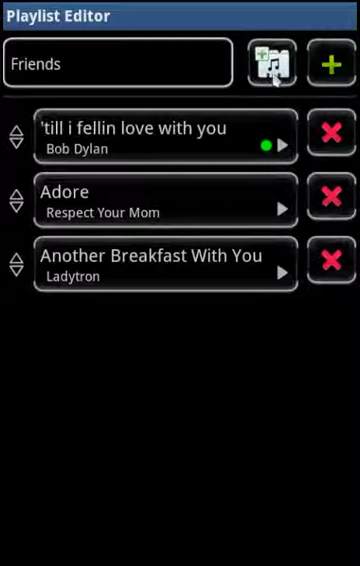 Playlist Editor
Friends
'till i fellin love with you
Bob Dylan
Adore
Respect Your Mom
Another Breakfast With You
Ladytron